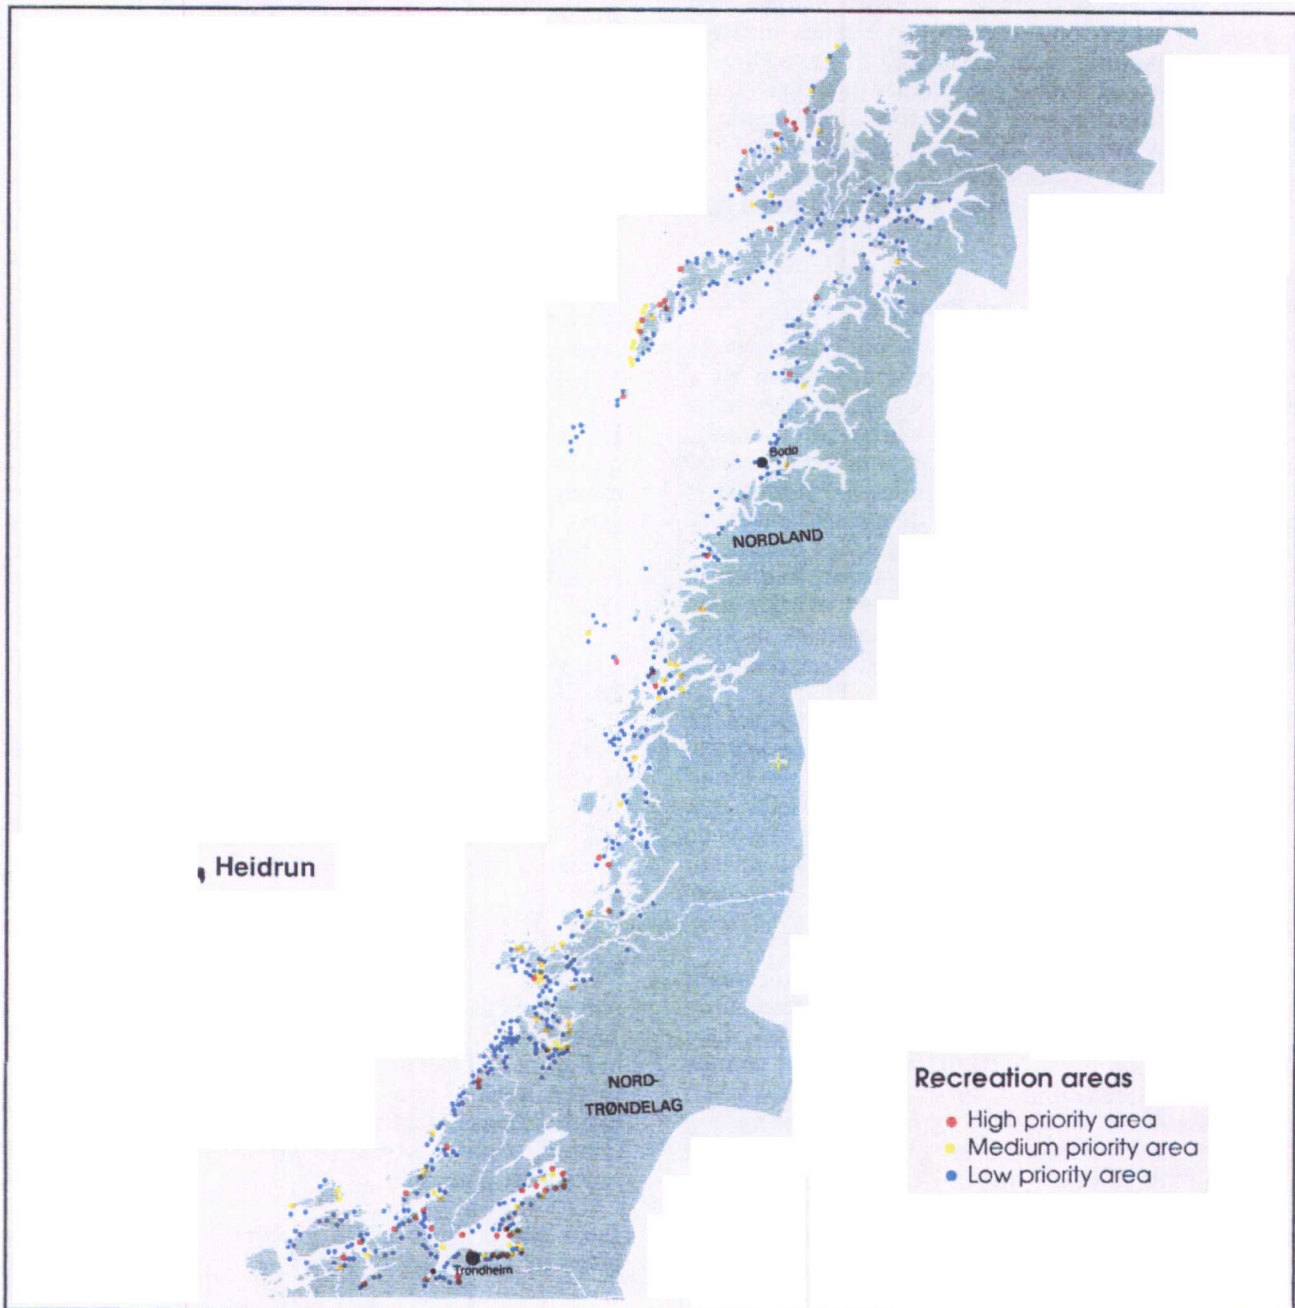 Bodø
NORDLAND
Heidrun
NORD-
TRØNDELAG
Recreation areas
High priority area
Medium priority area
Low priority area
Trondheim